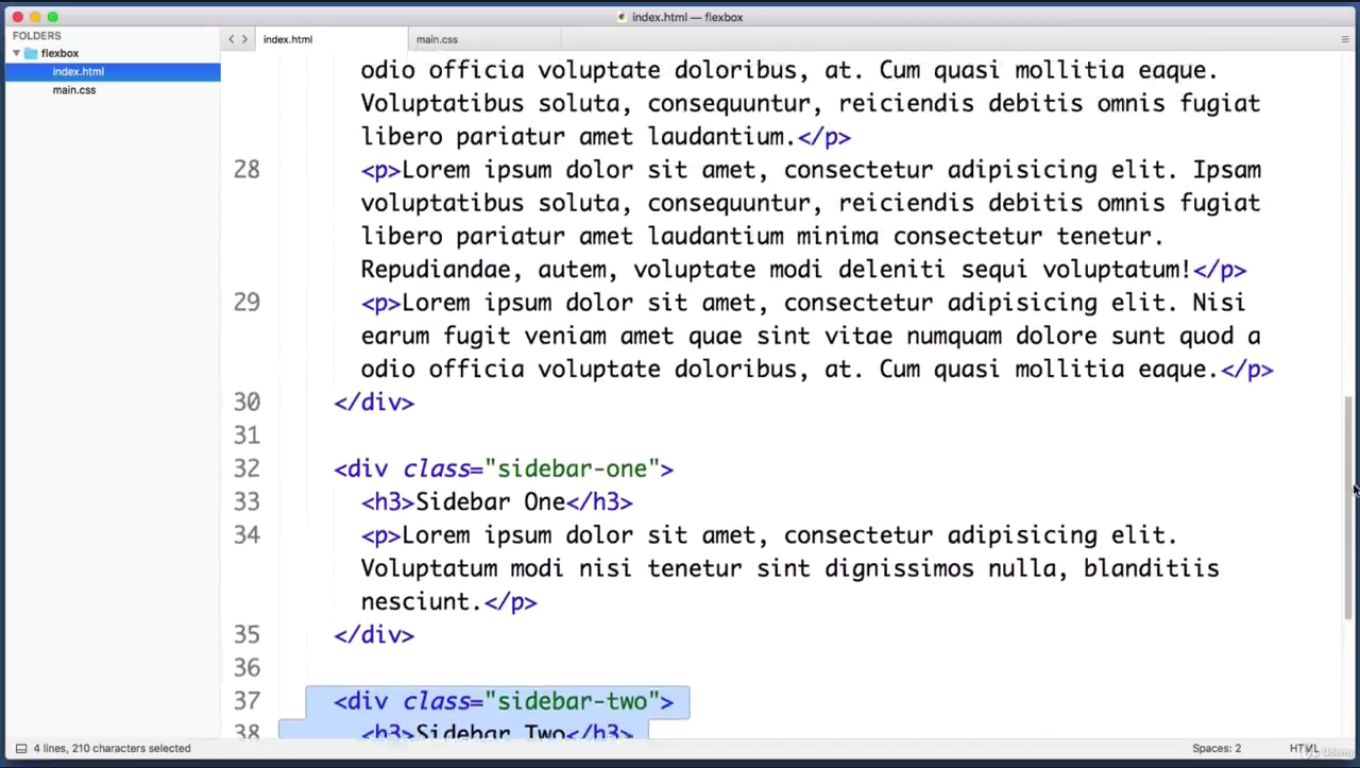 index.html — flexbox
FOLDERS
flexbox
index.html
main.css
index.html
main.css
odio officia voluptate doloribus, at. Cum quasi mollitia eaque.
Voluptatibus soluta, consequuntur, reiciendis debitis omnis fugiat
libero pariatur amet laudantium.</p>
28 <p>Lorem ipsum dolor sit amet, consectetur adipisicing elit. Ipsam
voluptatibus soluta, consequuntur, reiciendis debitis omnis fugiat
libero pariatur amet laudantium minima consectetur tenetur.
Repudiandae, autem, voluptate modi deleniti sequi voluptatum!</p>
29 <p>Lorem ipsum dolor sit amet, consectetur adipisicing elit. Nisi
earum fugit veniam amet quae sint vitae numquam dolore sunt quod a
odio officia voluptate doloribus, at. Cum quasi mollitia eaque.</p>
30 </div>
31
32 <div class="sidebar-one">
33 <h3>Sidebar One</h3>
34 <p>Lorem ipsum dolor sit amet, consectetur adipisicing elit.
Voluptatum modi nisi tenetur sint dignissimos nulla, blanditiis
nesciunt.</p>
35 </div>
36
37 <div class="sidebar-two">
38 <h3>Sidebar Two</h3>
4 lines, 210 characters selected
Spaces: 2
HTML
Udemy